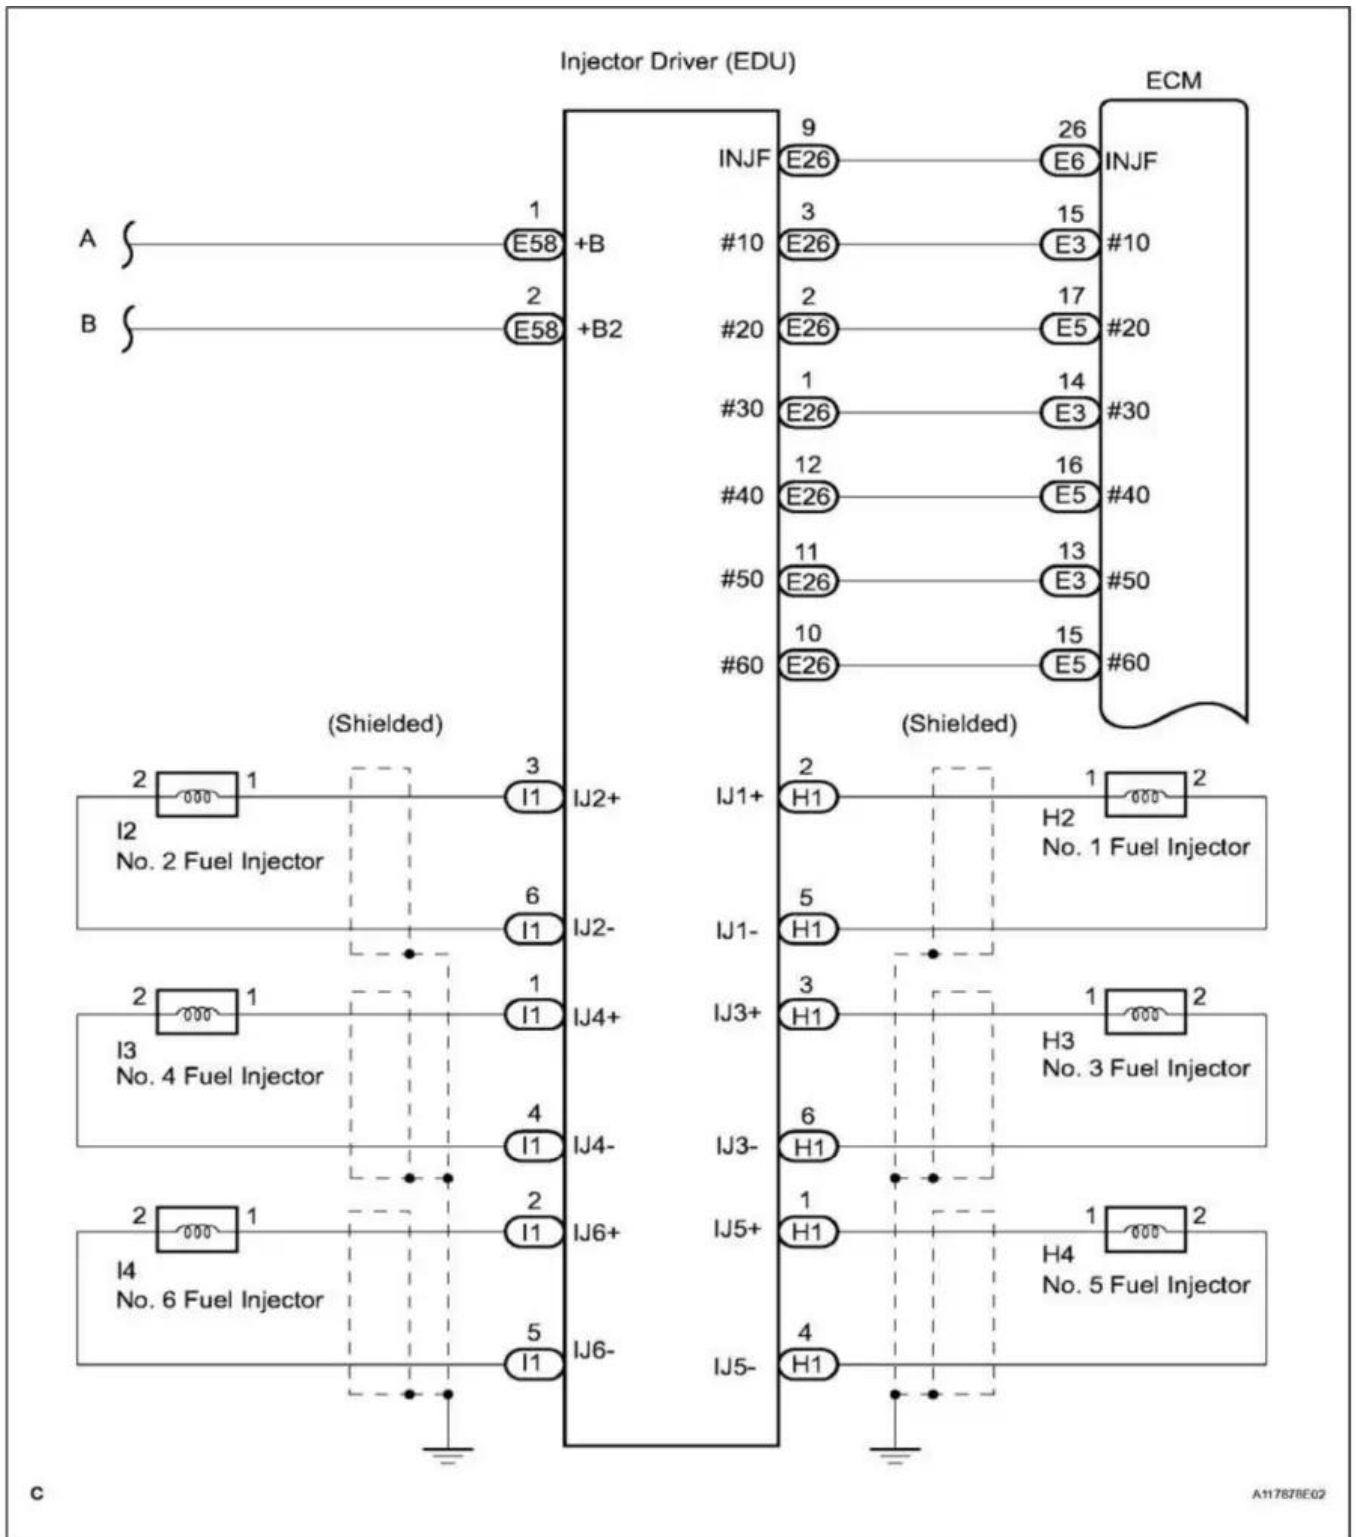 Injector Driver (EDU)
ECM
9 26
INJF E26 E6 INJF
1 3 15
A E58 +B #10 E26 E3 #10
2 2 17
B E58 +B2 #20 E26 E5 #20
1 14
#30 E26 E3 #30
12 16
#40 E26 E5 #40
11 13
#50 E26 E3 #50
10 15
#60 E26 E5 #60
(Shielded) (Shielded)
2 1 3 2 1 2
I1 IJ2+ IJ1+ H1
I2 H2
No. 2 Fuel Injector No. 1 Fuel Injector
6 5
I1 IJ2- IJ1- H1
2 1 1 3 1 2
I1 IJ4+ IJ3+ H1
I3 H3
No. 4 Fuel Injector No. 3 Fuel Injector
4 6
I1 IJ4- IJ3- H1
2 1 2 1 1 2
I1 IJ6+ IJ5+ H1
I4 H4
No. 6 Fuel Injector No. 5 Fuel Injector
5 4
I1 IJ6- IJ5- H1
C A117878E02